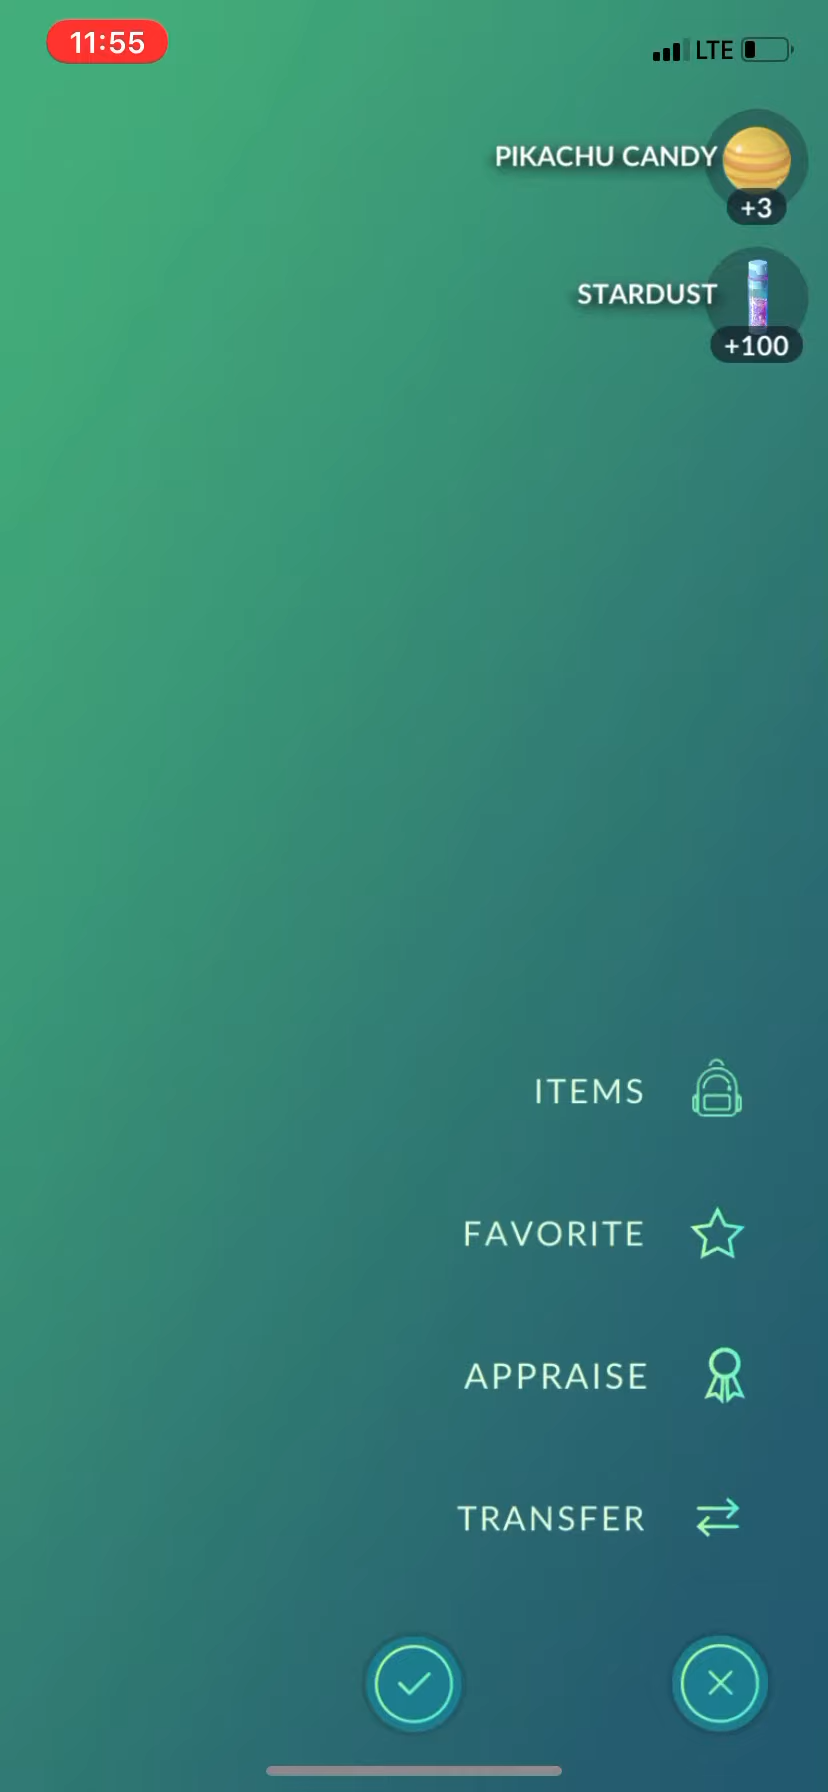 11:55
LTE
PIKACHU CANDY
+3
STARDUST
+100
ITEMS
FAVORITE
APPRAISE
TRANSFER